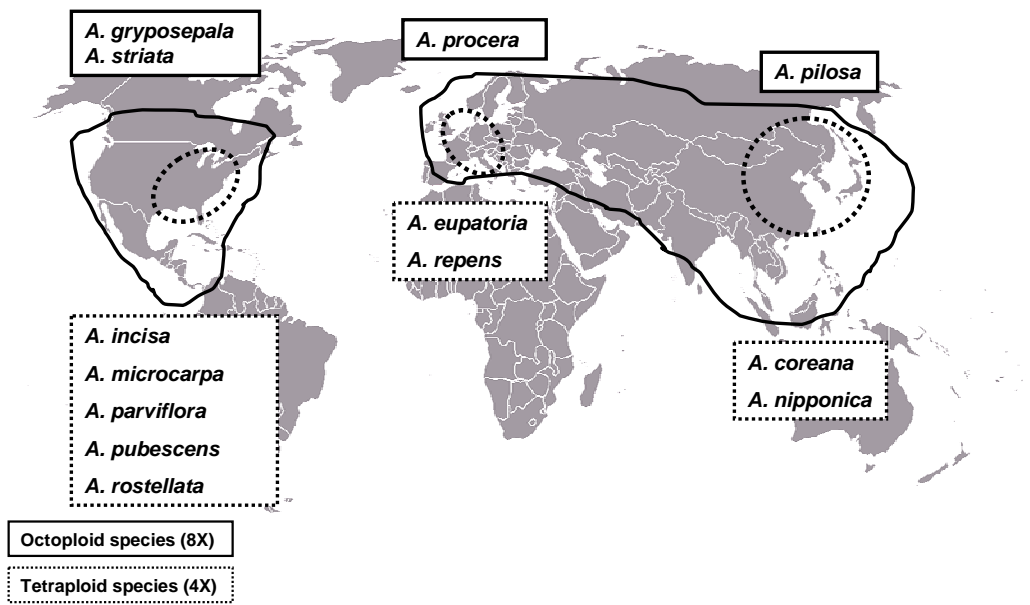 A. gryposepala
A. striata
A. procera
A. pilosa
A. eupatoria
A. repens
A. incisa
A. microcarpa
A. parviflora
A. pubescens
A. rostellata
A. coreana
A. nipponica
Octoploid species (8X)
Tetraploid species (4X)